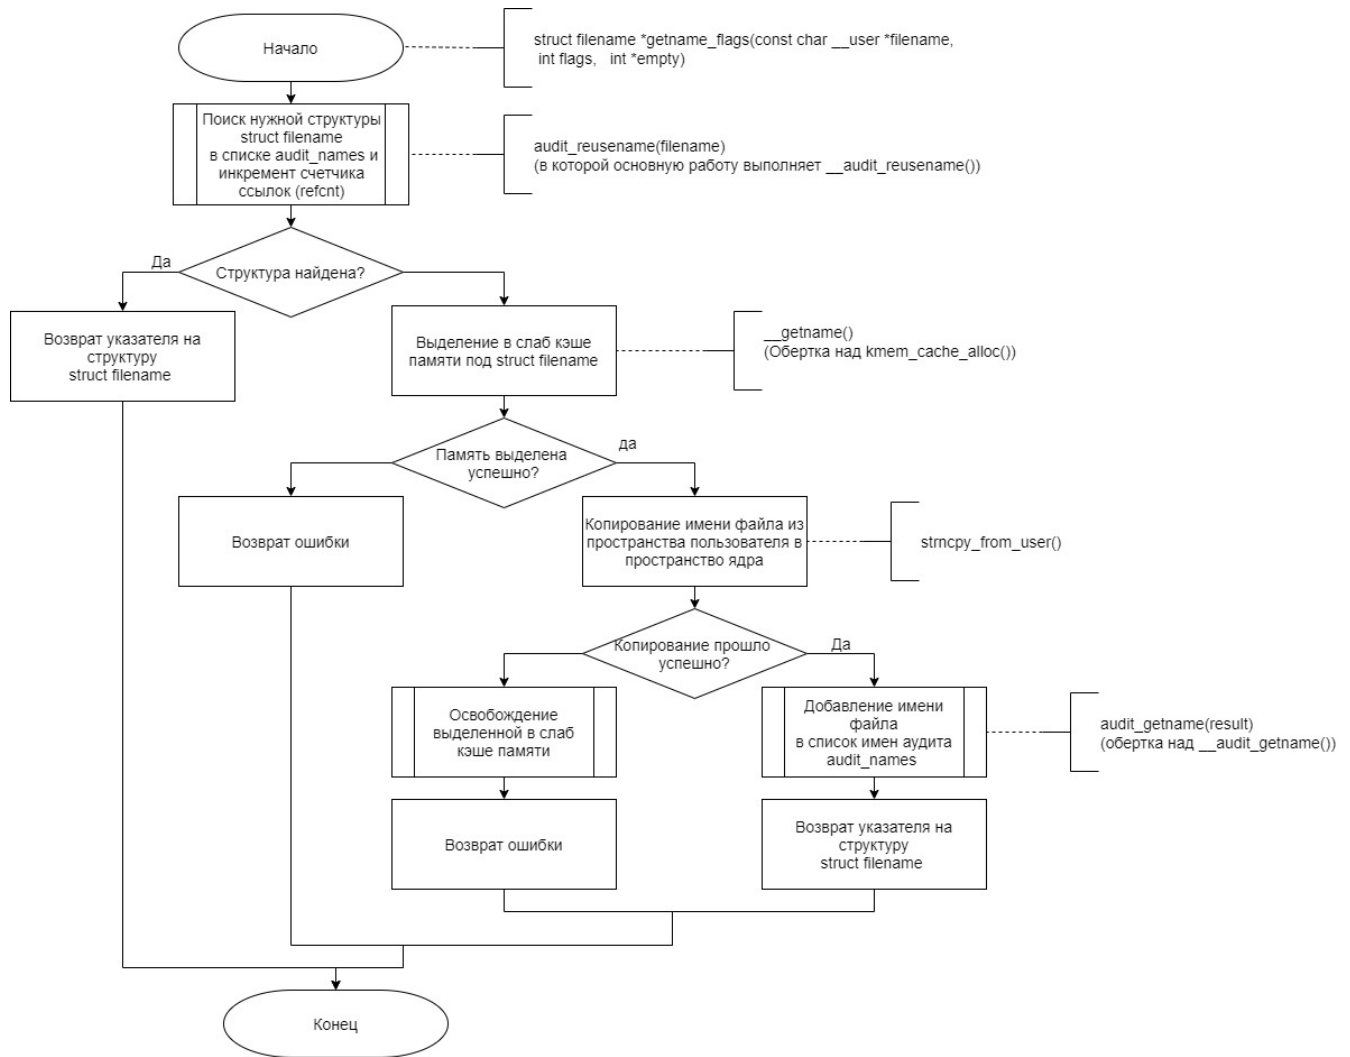 Начало
struct filename *getname_flags(const char __user *filename,
int flags,   int *empty)
Поиск нужной структуры
struct filename
в списке audit_names и
инкремент счетчика
ссылок (refcnt)
audit_reusename(filename)
(в которой основную работу выполняет __audit_reusename())
Да
Структура найдена?
Возврат указателя на
структуру
struct filename
Выделение в слаб кэше
памяти под struct filename
__getname()
(Обертка над kmem_cache_alloc())
Память выделена
успешно?
да
Возврат ошибки
Копирование имени файла из
пространства пользователя в
пространство ядра
strncpy_from_user()
Копирование прошло
успешно?
Да
Освобождение
выделенной в слаб
кэше памяти
Добавление имени
файла
в список имен аудита
audit_names
audit_getname(result)
(обертка над __audit_getname())
Возврат ошибки
Возврат указателя на
структуру
struct filename
Конец